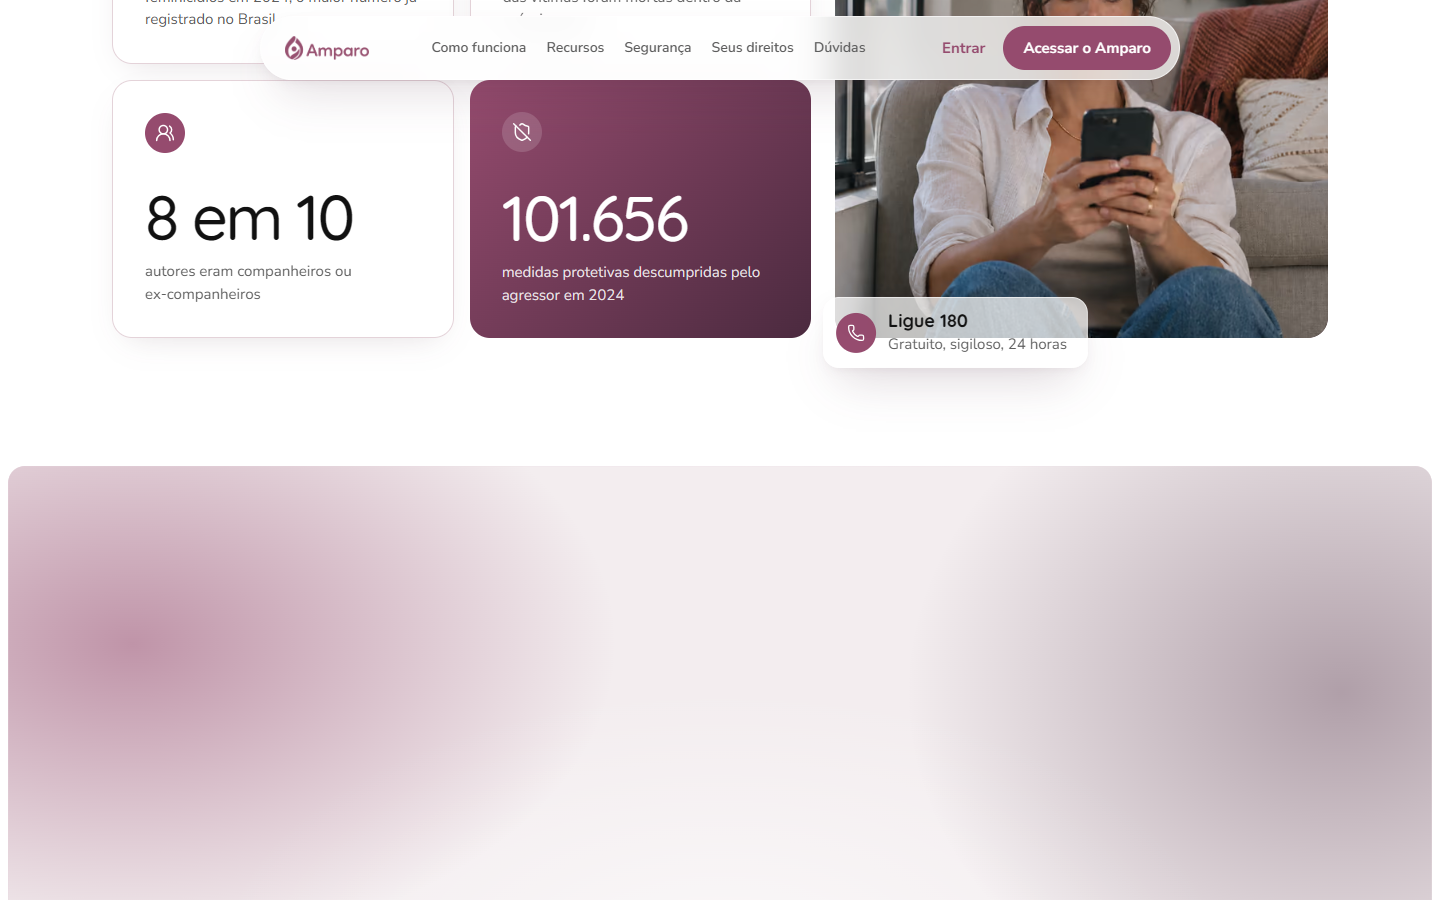 registrado no Brasil
Amparo
Como funciona
Recursos
Segurança
Seus direitos
Dúvidas
Entrar
Acessar o Amparo
8 em 10
autores eram companheiros ou
ex-companheiros
101.656
medidas protetivas descumpridas pelo
agressor em 2024
Ligue 180
Gratuito, sigiloso, 24 horas